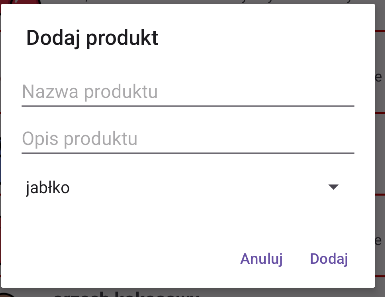 Dodaj produkt
Nazwa produktu
Opis produktu
jabłko
Anuluj Dodaj